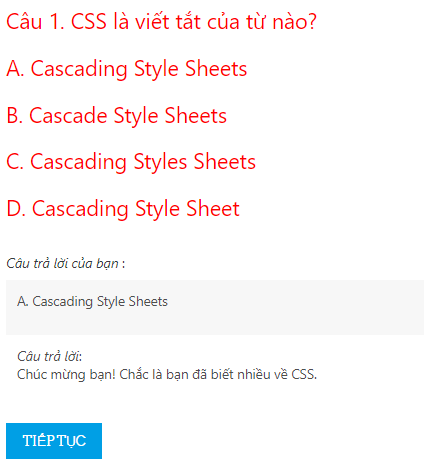 Câu 1. CSS là viết tắt của từ nào?
A. Cascading Style Sheets
B. Cascade Style Sheets
C. Cascading Styles Sheets
D. Cascading Style Sheet
Câu trả lời của bạn :
A. Cascading Style Sheets
Câu trả lời:
Chúc mừng bạn! Chắc là bạn đã biết nhiều về CSS.
TIẾP TỤC